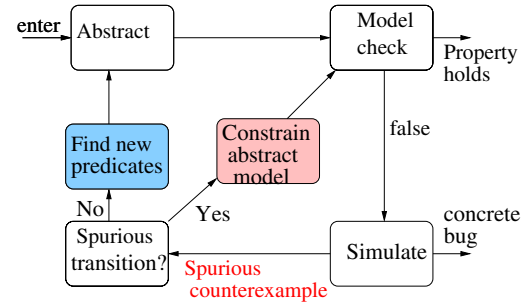 enter
Abstract
Model
check
Property
holds
false
Find new
predicates
Constrain
abstract
model
No
Yes
Spurious
transition?
Spurious
counterexample
Simulate
concrete
bug